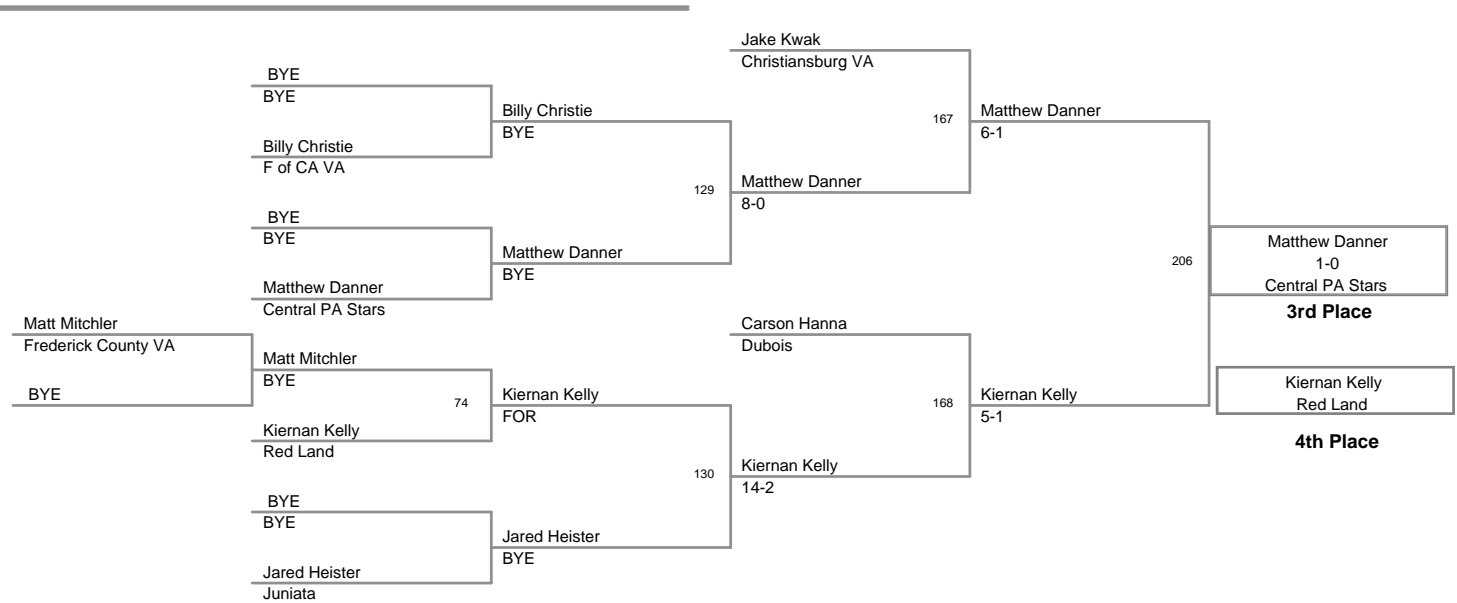 Jake Kwak
Christiansburg VA
BYE
BYE
Billy Christie
BYE
167
Matthew Danner
6-1
Billy Christie
F of CA VA
129
Matthew Danner
8-0
BYE
BYE
Matthew Danner
BYE
206
Matthew Danner
1-0
Central PA Stars
3rd Place
Matthew Danner
Central PA Stars
Matt Mitchler
Frederick County VA
Carson Hanna
Dubois
Matt Mitchler
BYE
BYE
74
Kiernan Kelly
FOR
168
Kiernan Kelly
5-1
Kiernan Kelly
Red Land
4th Place
Kiernan Kelly
Red Land
130
Kiernan Kelly
14-2
BYE
BYE
Jared Heister
BYE
Jared Heister
Juniata